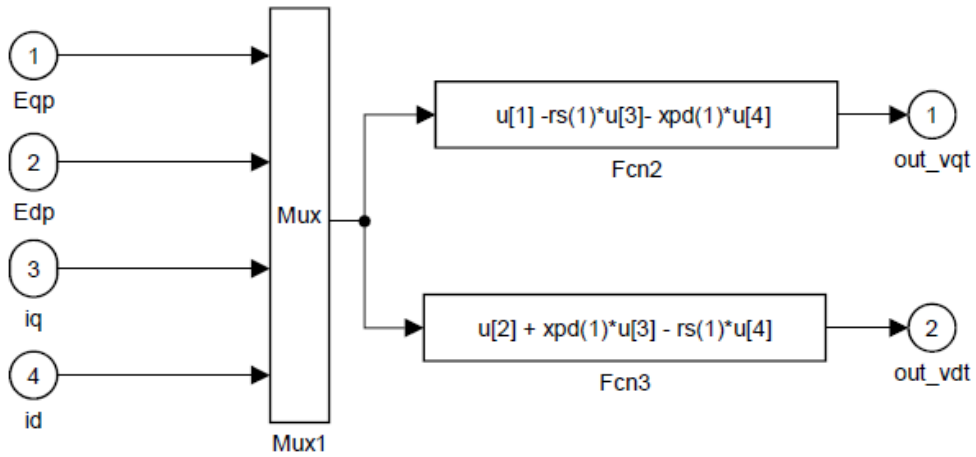 1
Eqp
2
Edp
3
iq
4
id
Mux
Mux1
u[1] -rs(1)*u[3]- xpd(1)*u[4]
Fcn2
1
out_vqt
u[2] + xpd(1)*u[3] - rs(1)*u[4]
Fcn3
2
out_vdt